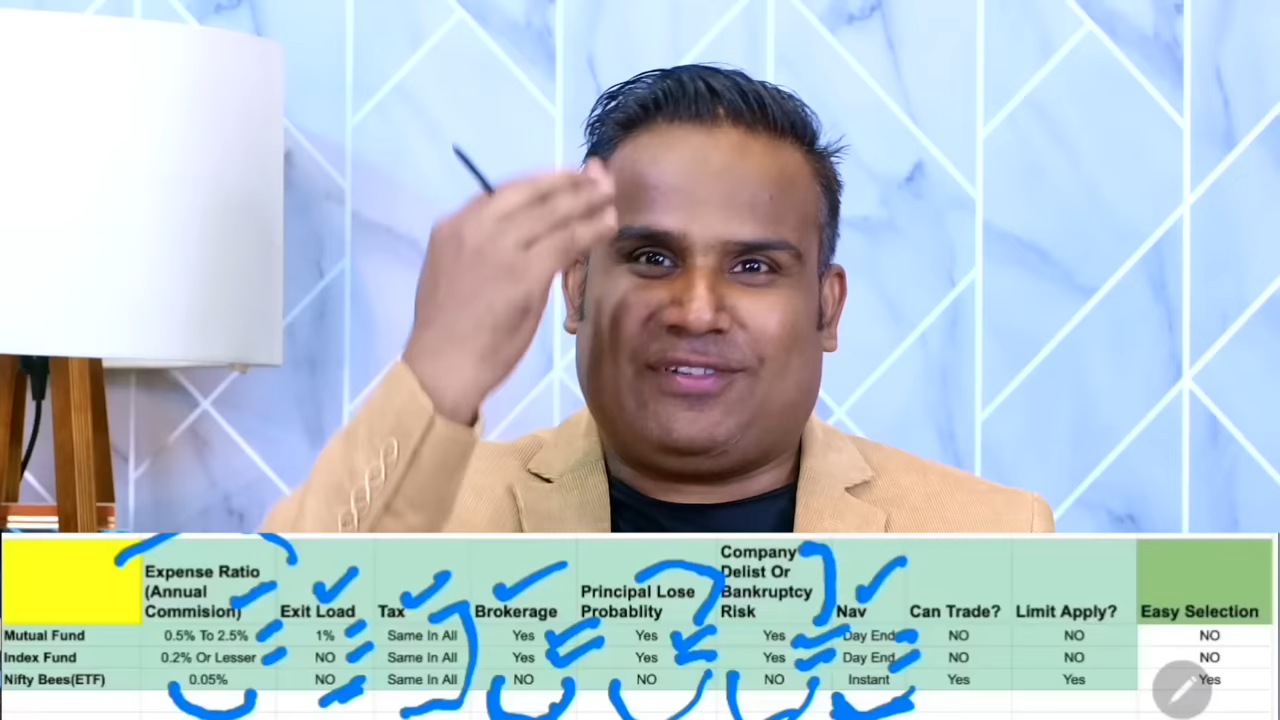 Expense Ratio
(Annual
Commision)
Exit Load
Tax
Brokerage
Principal Lose
Probablity
Company
Delist Or
Bankruptcy
Risk
Nav
Can Trade?
Limit Apply?
Easy Selection
Mutual Fund 0.5% To 2.5% 1% Same In All Yes Yes Yes Day End NO NO NO
Index Fund 0.2% Or Lesser NO Same In All Yes Yes Yes Day End NO NO NO
Nifty Bees(ETF) 0.05% NO Same In All NO NO NO Instant Yes Yes Yes